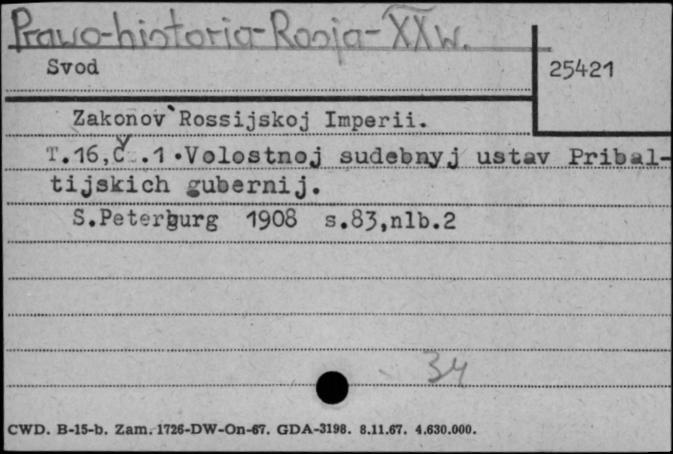 Prawo-historia-Rosja-XX w.
Svod
25421
Zakonov Rossijskoj Imperii.
T.16,Č.1.Volostnoj sudebnyj ustav Pribal-
tijskich gubernij.
S.Peterburg 1908 s.83,nlb.2
34
CWD. B-15-b. Zam. 1726-DW-On-67. GDA-3198. 8.11.67. 4.630.000.